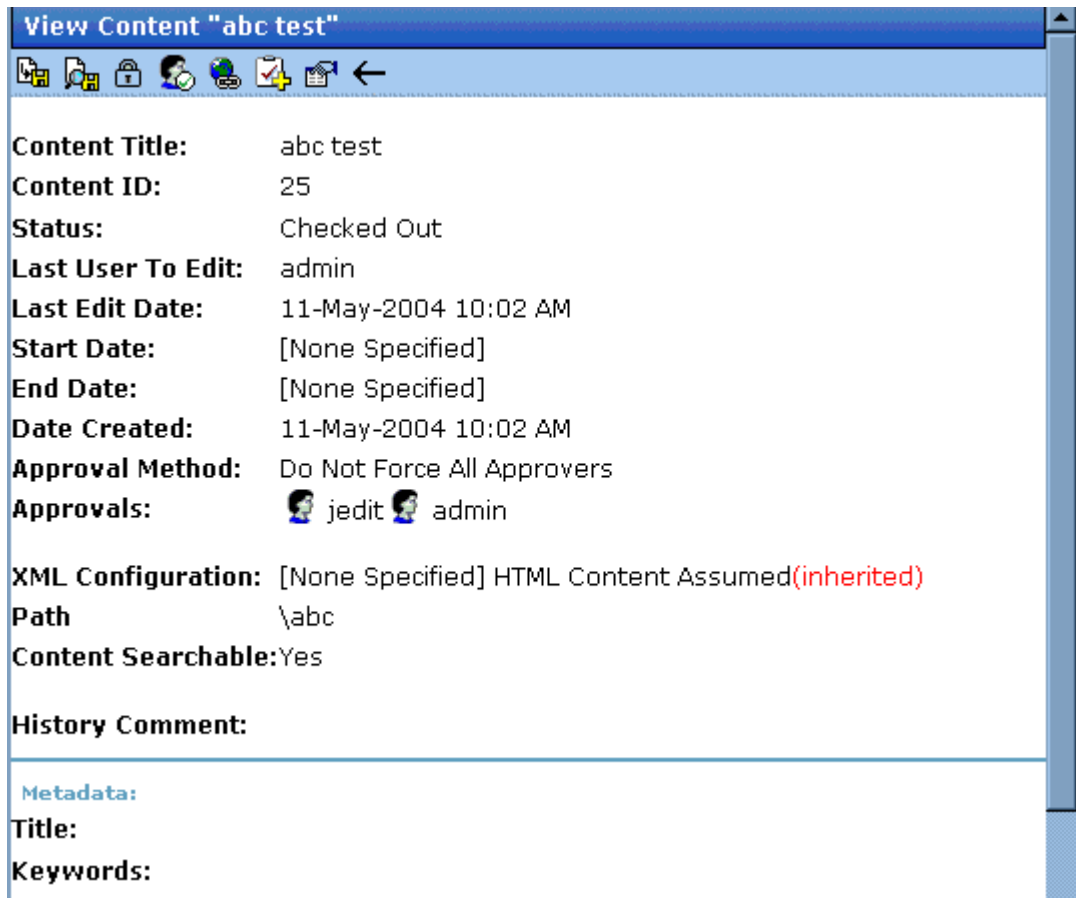 View Content "abc test"
Content Title: abc test
Content ID: 25
Status: Checked Out
Last User To Edit: admin
Last Edit Date: 11-May-2004 10:02 AM
Start Date: [None Specified]
End Date: [None Specified]
Date Created: 11-May-2004 10:02 AM
Approval Method: Do Not Force All Approvers
Approvals: jedit admin
XML Configuration: [None Specified] HTML Content Assumed(inherited)
Path \abc
Content Searchable:Yes
History Comment:
Metadata:
Title:
Keywords: